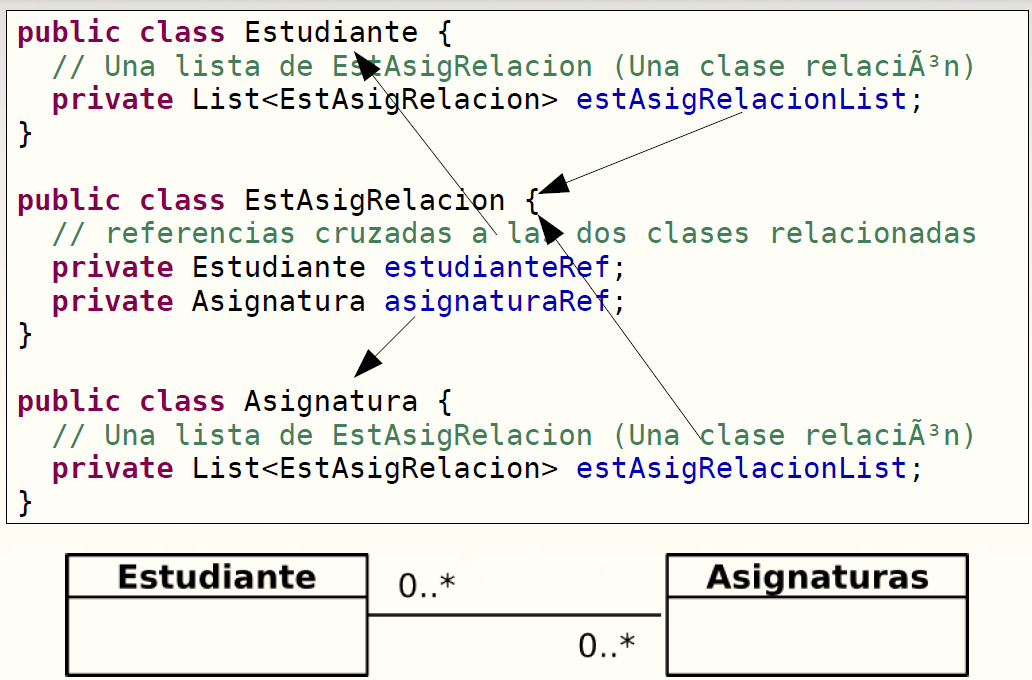 public class Estudiante {
// Una lista de EstAsigRelacion (Una clase relaciÃ³n)
private List<EstAsigRelacion> estAsigRelacionList;
}
public class EstAsigRelacion {
// referencias cruzadas a las dos clases relacionadas
private Estudiante estudianteRef;
private Asignatura asignaturaRef;
}
public class Asignatura {
// Una lista de EstAsigRelacion (Una clase relaciÃ³n)
private List<EstAsigRelacion> estAsigRelacionList;
}
Estudiante
0..*
0..*
Asignaturas